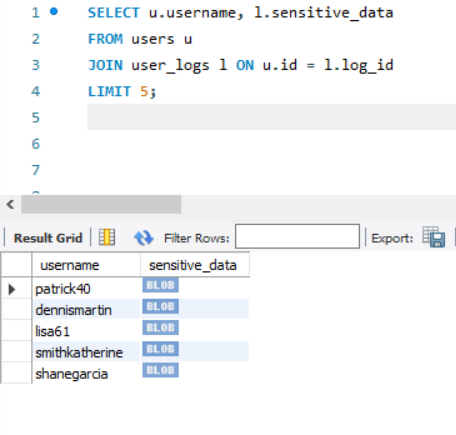 1 SELECT u.username, l.sensitive_data
2 FROM users u
3 JOIN user_logs l ON u.id = l.log_id
4 LIMIT 5;
5
6
7
Result Grid Filter Rows: Export:
username sensitive_data
patrick40 BLOB
dennismartin BLOB
lisa61 BLOB
smithkatherine BLOB
shanegarcia BLOB